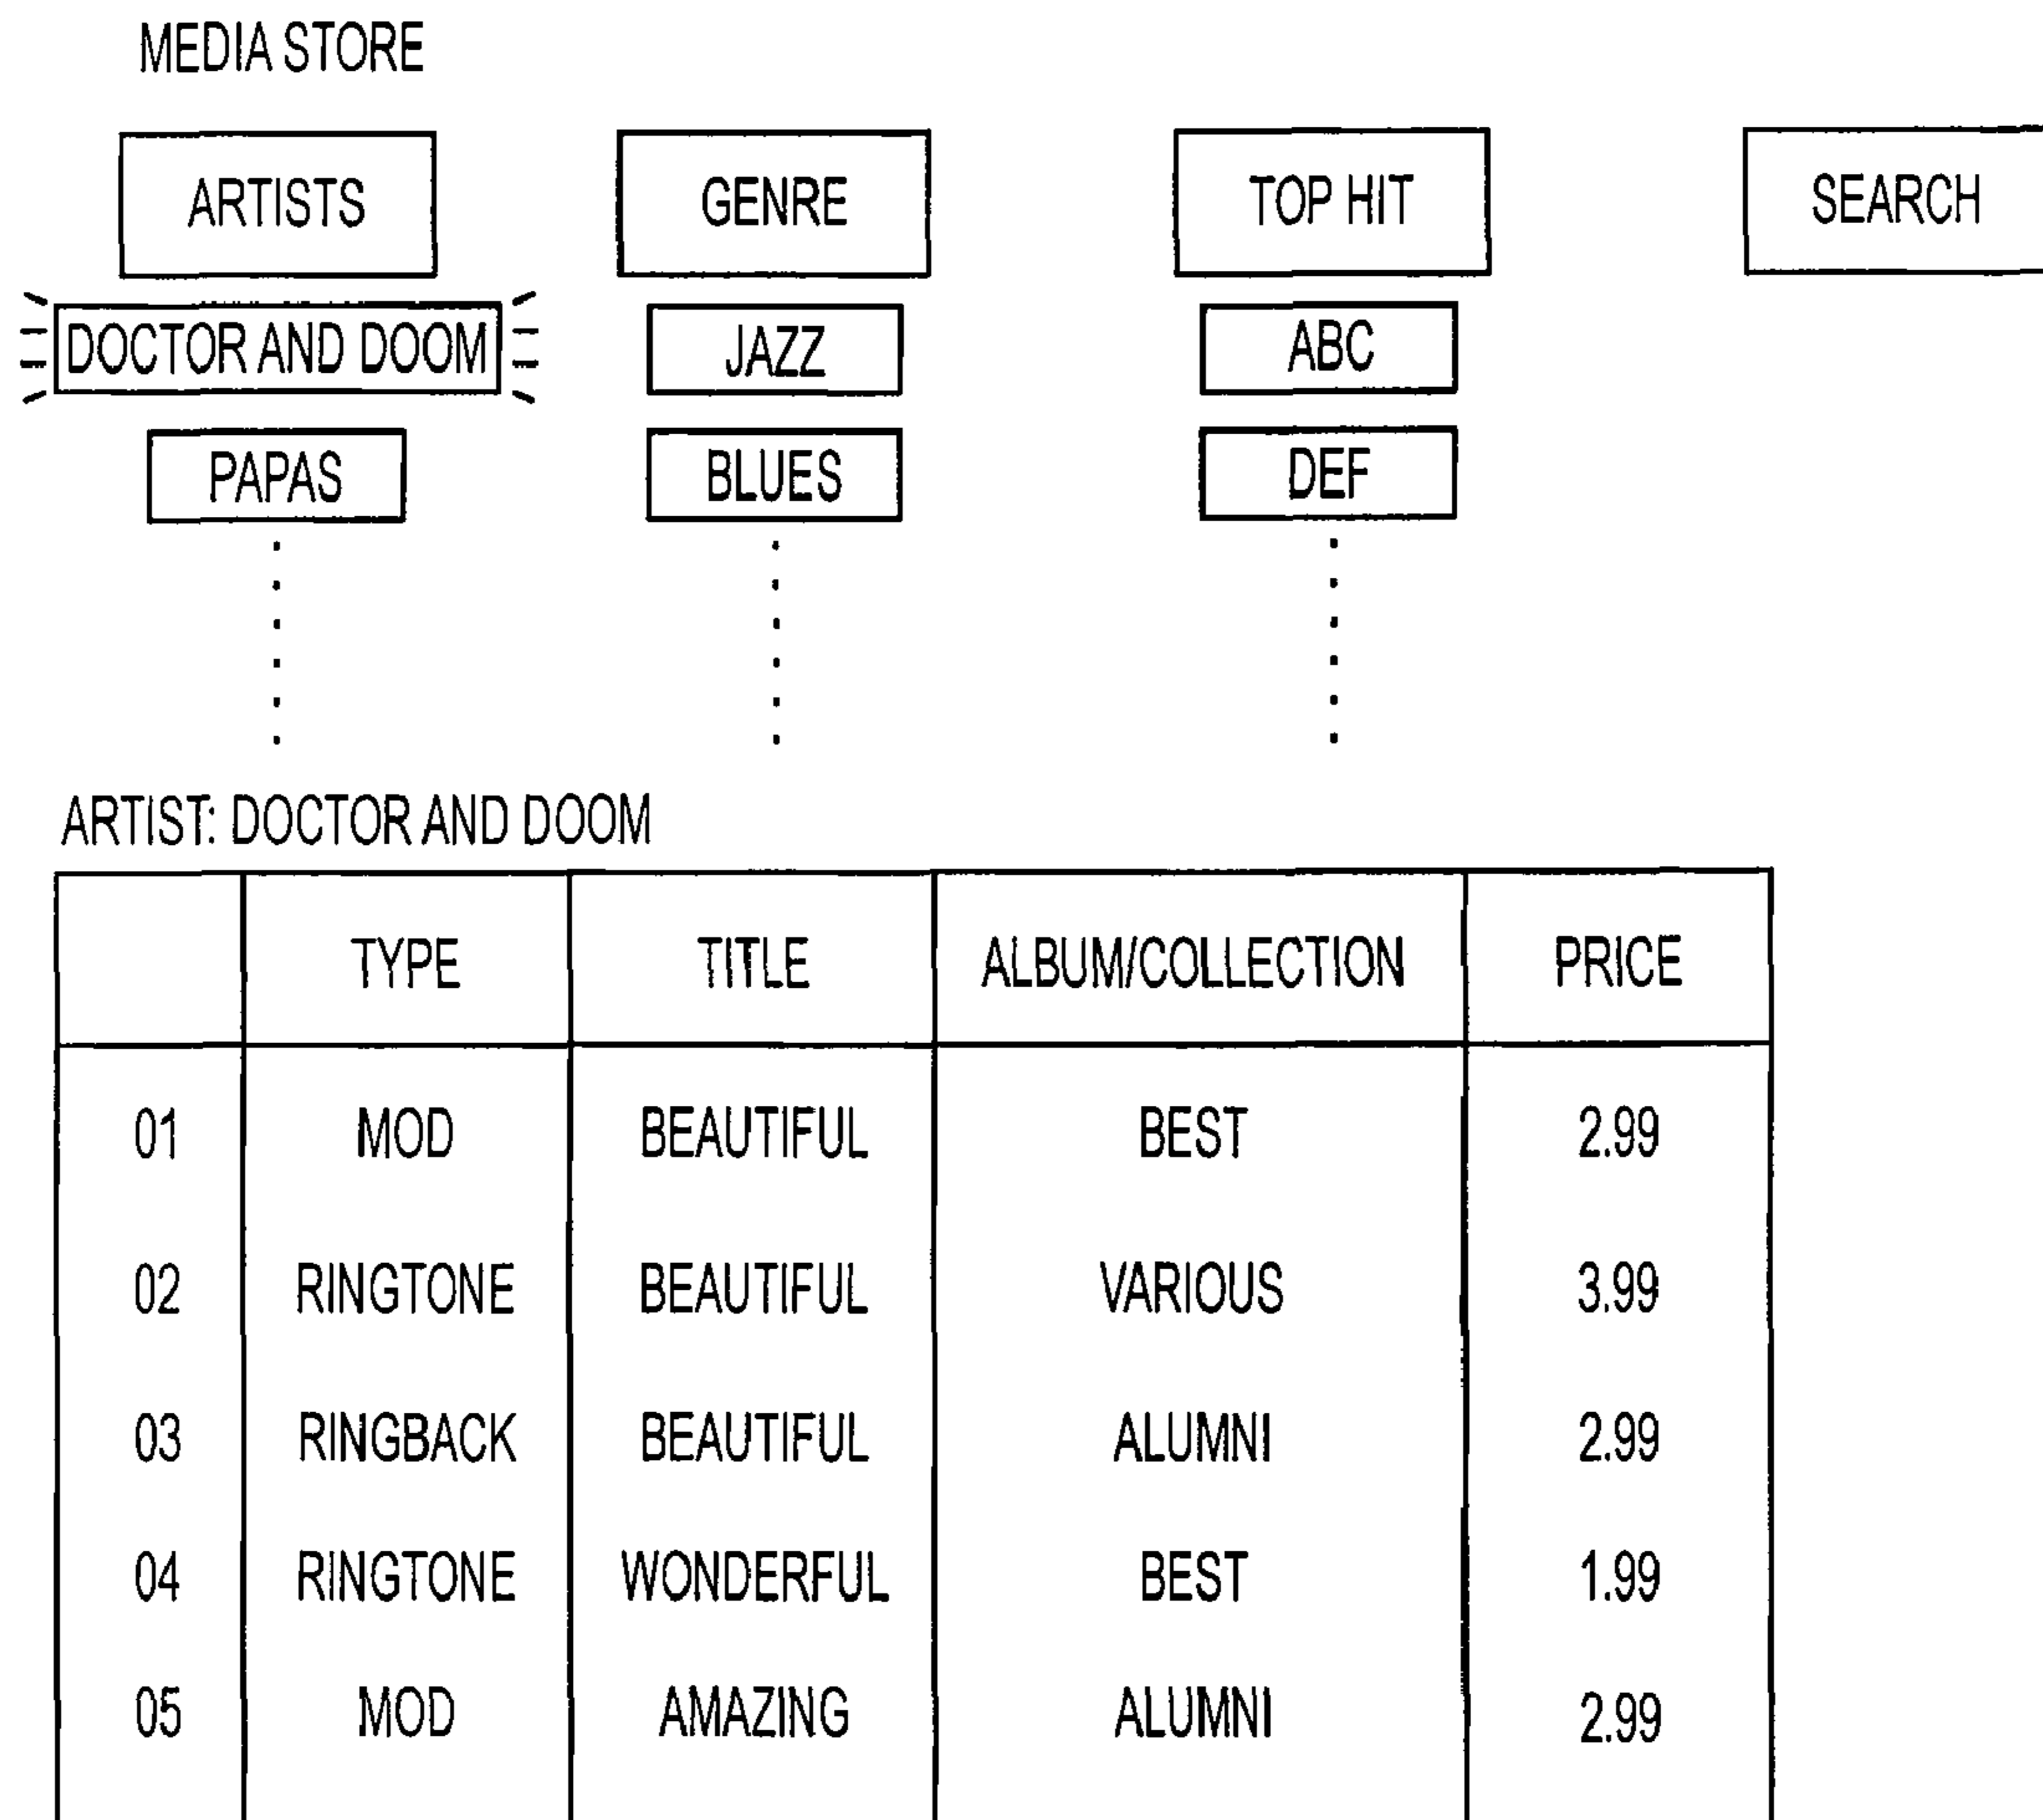 MEDIA STORE
ARTISTS GENRE TOP HIT SEARCH
DOCTOR AND DOOM JAZZ ABC
PAPAS BLUES DEF
ARTIST: DOCTOR AND DOOM
TYPE TITLE ALBUM/COLLECTION PRICE
01 MOD BEAUTIFUL BEST 2.99
02 RINGTONE BEAUTIFUL VARIOUS 3.99
03 RINGBACK BEAUTIFUL ALUMNI 2.99
04 RINGTONE WONDERFUL BEST 1.99
05 MOD AMAZING ALUMNI 2.99